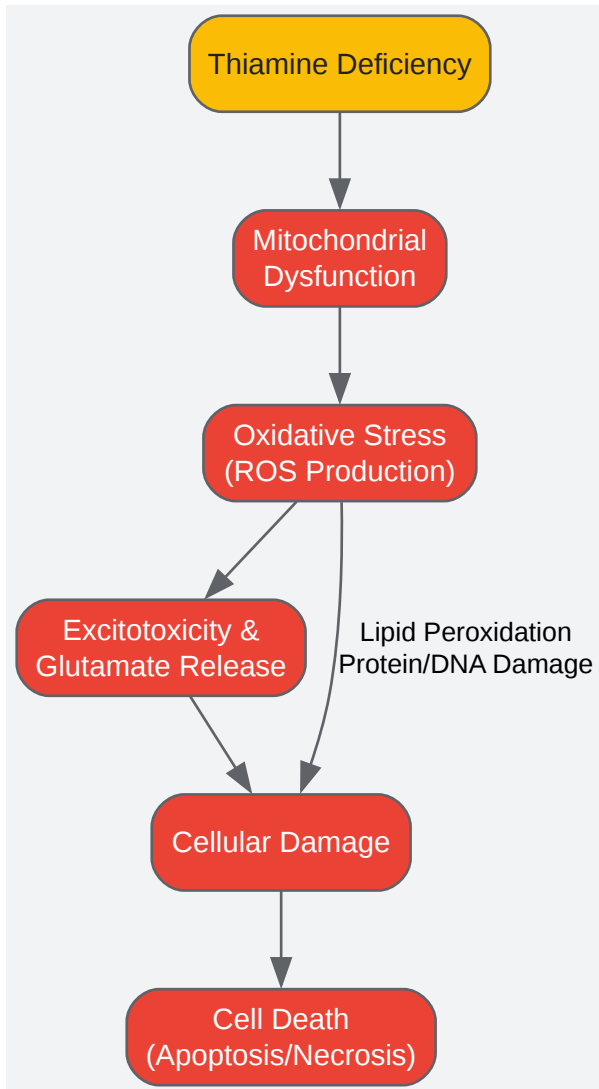 Thiamine Deficiency
Mitochondrial
Dysfunction
Oxidative Stress
(ROS Production)
Excitotoxicity &
Glutamate Release
Lipid Peroxidation
Protein/DNA Damage
Cellular Damage
Cell Death
(Apoptosis/Necrosis)